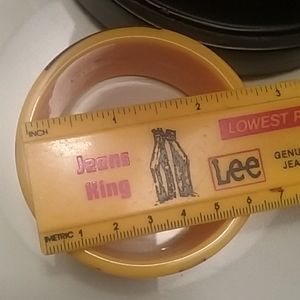 INCH 1 2 3
LOWEST
Jeans
King
Lee
GENU
JEA
METRIC 1 2 3 4 5 6 7